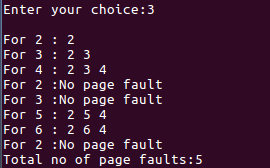 Enter your choice:3
For 2 : 2
For 3 : 2 3
For 4 : 2 3 4
For 2 :No page fault
For 3 :No page fault
For 5 : 2 5 4
For 6 : 2 6 4
For 2 :No page fault
Total no of page faults:5